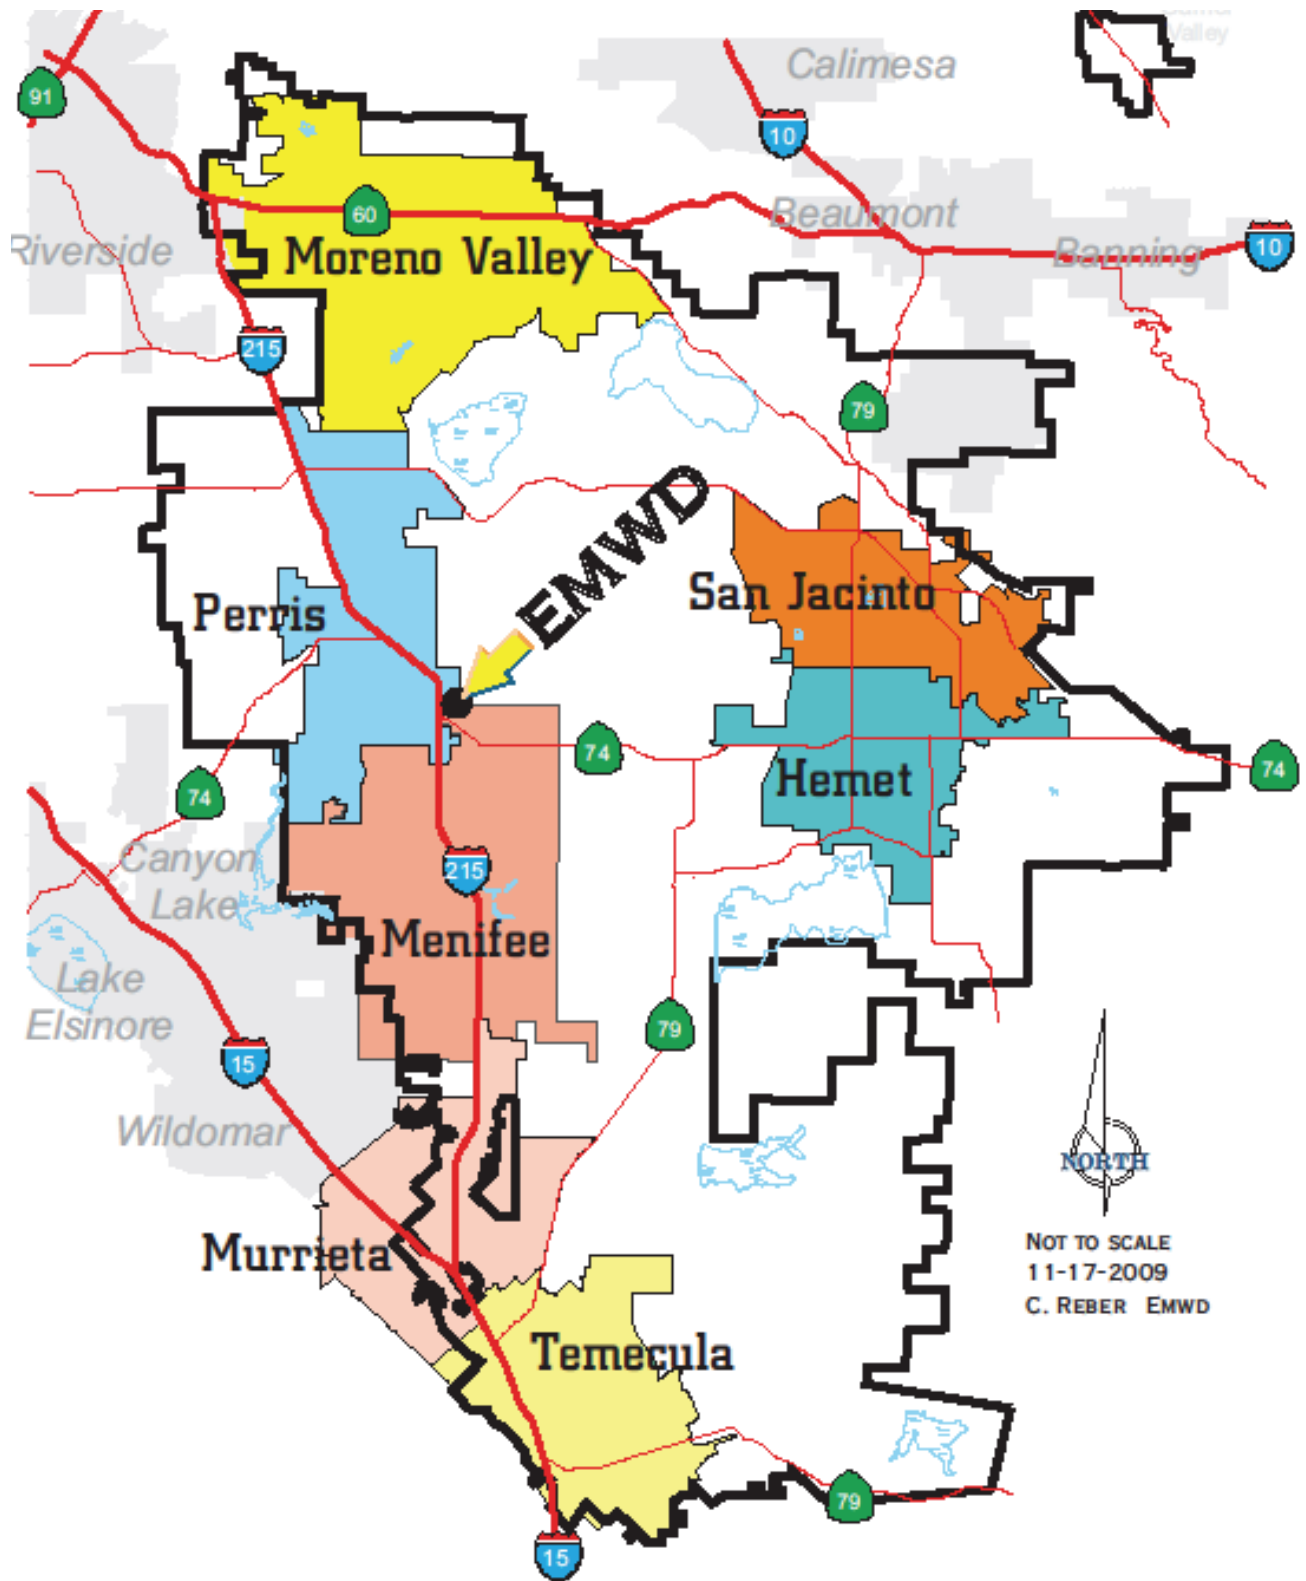 Valley
Calimesa
91
10
60
Beaumont
Riverside
Moreno Valley
Banning
10
215
79
EMWD
San Jacinto
Perris
74
Hemet
74
74
Canyon
Lake
215
Menifee
Lake
Elsinore
79
15
Wildomar
NORTH
Murrieta
NOT TO SCALE
11-17-2009
C. REBER EMWD
Temecula
79
15